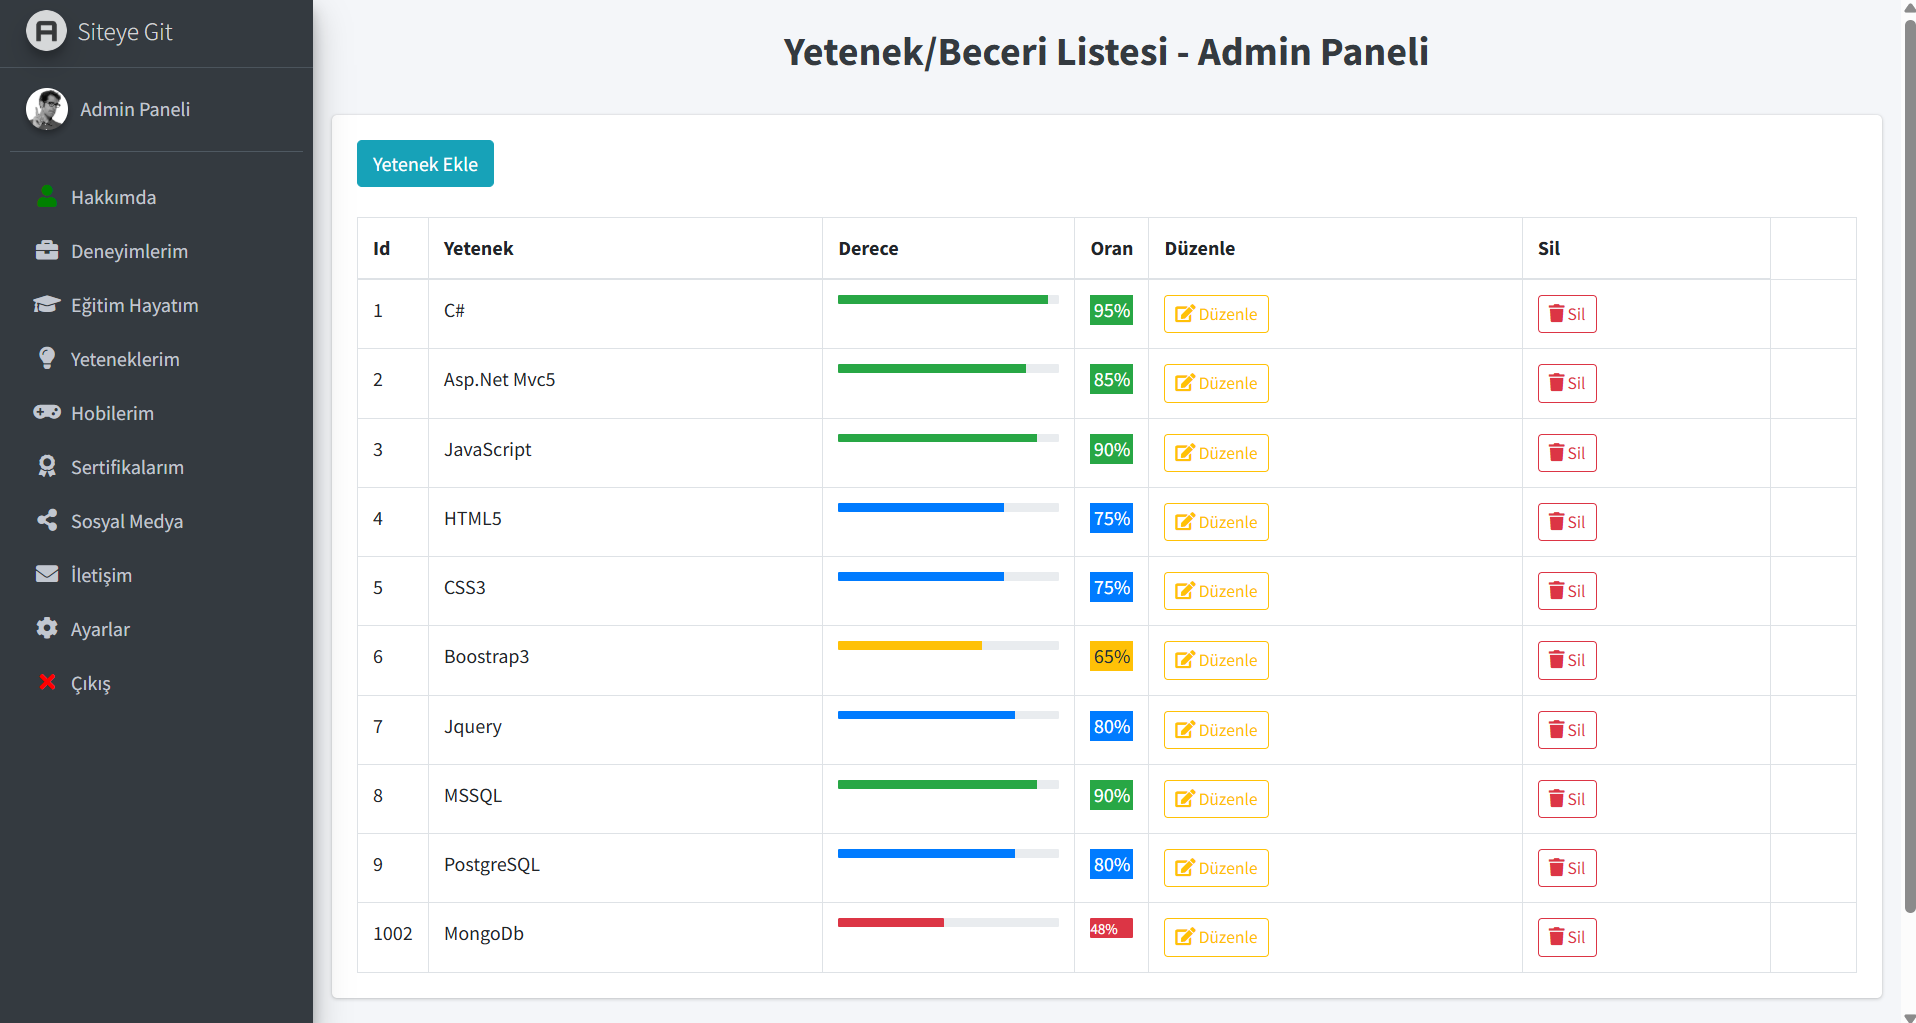 Siteye Git
Admin Paneli
Hakkımda
Deneyimlerim
Eğitim Hayatım
Yeteneklerim
Hobilerim
Sertifikalarım
Sosyal Medya
İletişim
Ayarlar
Çıkış
Yetenek/Beceri Listesi - Admin Paneli
Yetenek Ekle
Id Yetenek Derece Oran Düzenle Sil
1 C# 95% Düzenle Sil
2 Asp.Net Mvc5 85% Düzenle Sil
3 JavaScript 90% Düzenle Sil
4 HTML5 75% Düzenle Sil
5 CSS3 75% Düzenle Sil
6 Boostrap3 65% Düzenle Sil
7 Jquery 80% Düzenle Sil
8 MSSQL 90% Düzenle Sil
9 PostgreSQL 80% Düzenle Sil
1002 MongoDb 48% Düzenle Sil